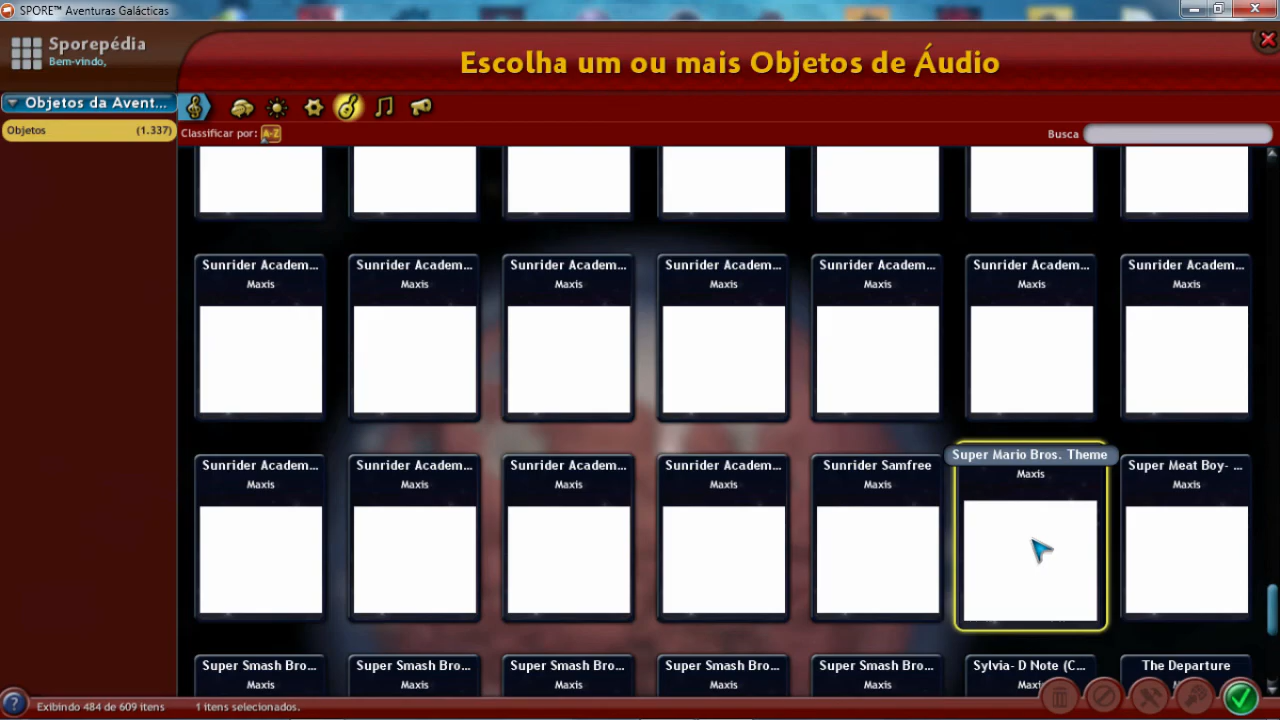 SPORE™ Aventuras Galácticas
Sporepédia
Bem-vindo,
Escolha um ou mais Objetos de Áudio
Objetos da Avent...
Objetos (1.337)
Classificar por: A-Z
Busca
Sunrider Academ... Sunrider Academ... Sunrider Academ... Sunrider Academ... Sunrider Academ... Sunrider Academ... Sunrider Academ...
Maxis Maxis Maxis Maxis Maxis Maxis Maxis
Sunrider Academ... Sunrider Academ... Sunrider Academ... Sunrider Academ... Sunrider Samfree Super Mario Bros. Theme Super Meat Boy- ...
Maxis Maxis Maxis Maxis Maxis Maxis Maxis
Super Smash Bro... Super Smash Bro... Super Smash Bro... Super Smash Bro... Super Smash Bro... Sylvia- D Note (C... The Departure
Maxis Maxis Maxis Maxis Maxis Maxis Maxis
? Exibindo 484 de 609 itens 1 itens selecionados.